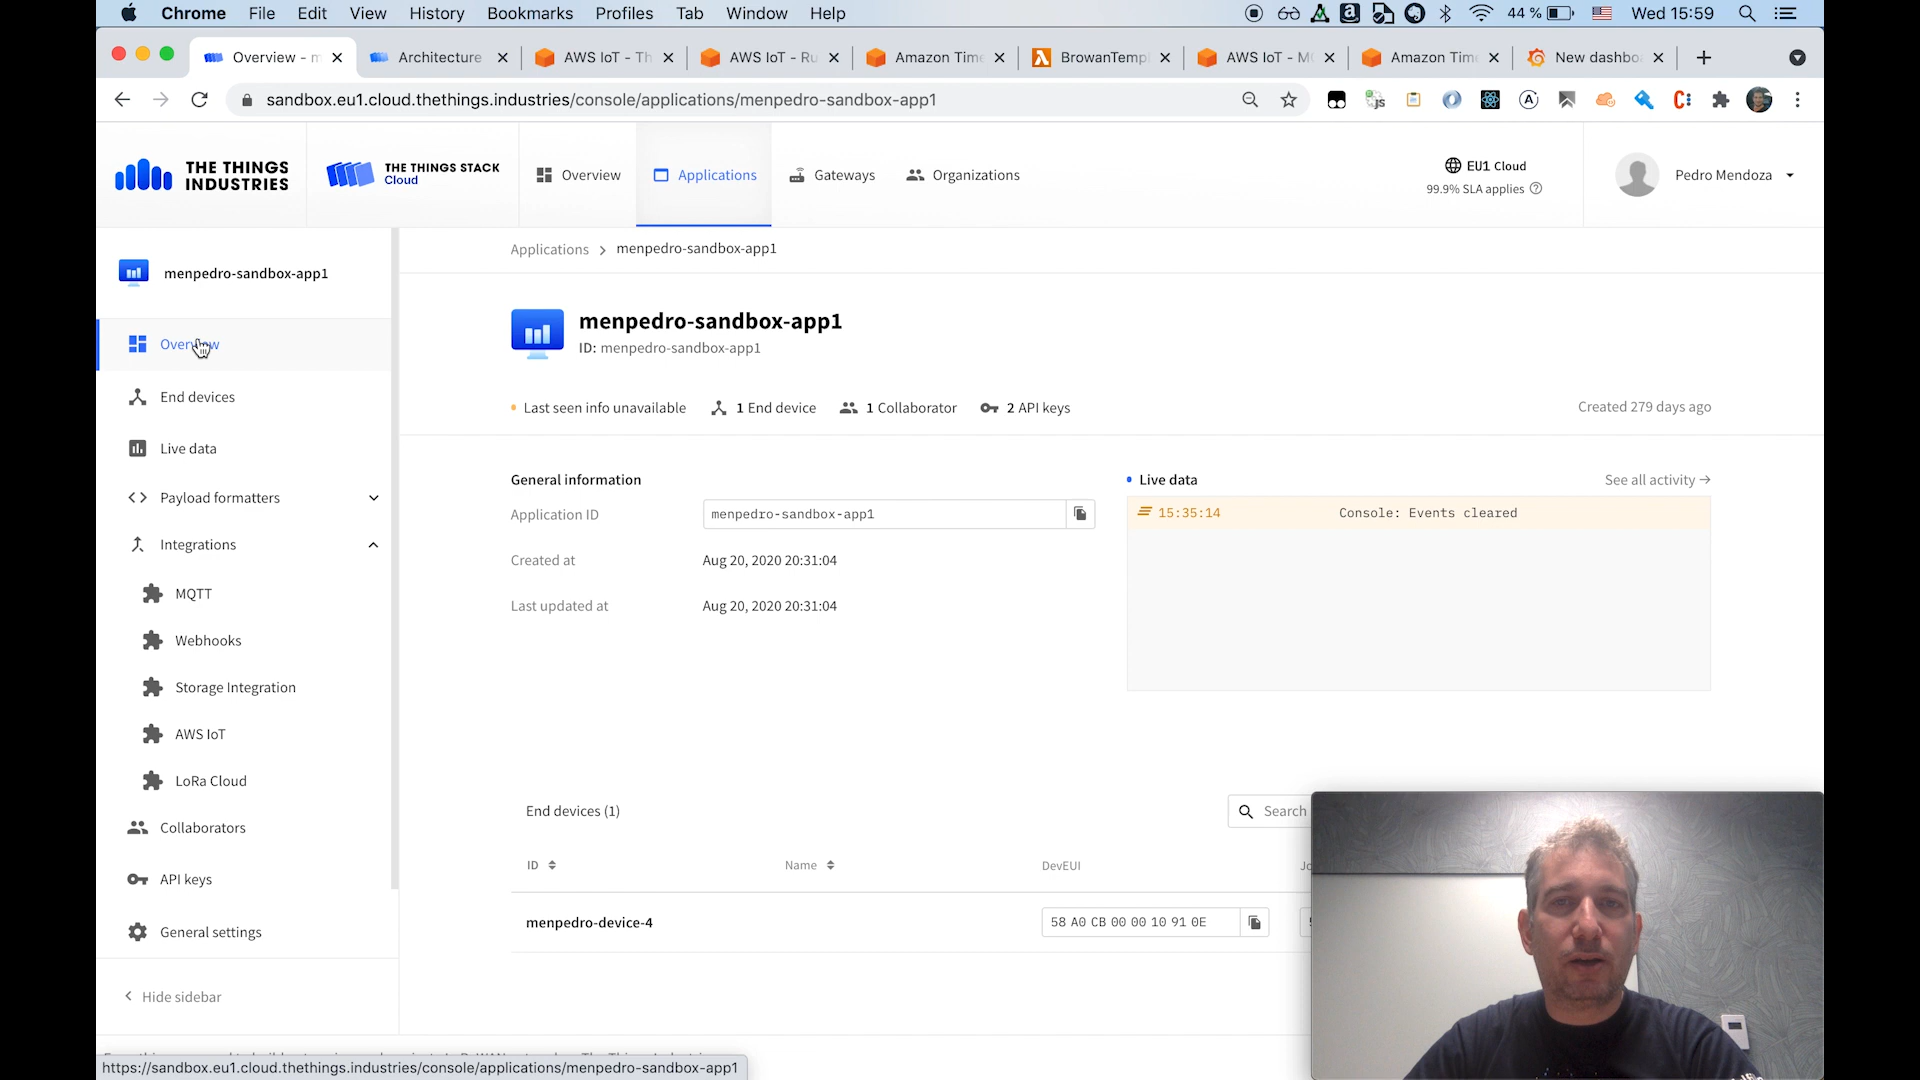 Chrome File Edit View History Bookmarks Profiles Tab Window Help 44 % Wed 15:59
Overview - m Architecture AWS IoT - Th AWS IoT - Ru Amazon Time BrowanTempl AWS IoT - M Amazon Time New dashbo
sandbox.eu1.cloud.thethings.industries/console/applications/menpedro-sandbox-app1
THE THINGS INDUSTRIES
THE THINGS STACK
Cloud
Overview Applications Gateways Organizations
EU1 Cloud
99.9% SLA applies
Pedro Mendoza
menpedro-sandbox-app1
Overview
End devices
Live data
Payload formatters
Integrations
MQTT
Webhooks
Storage Integration
AWS IoT
LoRa Cloud
Collaborators
API keys
General settings
Hide sidebar
Applications > menpedro-sandbox-app1
menpedro-sandbox-app1
ID: menpedro-sandbox-app1
Last seen info unavailable 1 End device 1 Collaborator 2 API keys
Created 279 days ago
General information
Application ID menpedro-sandbox-app1
Created at Aug 20, 2020 20:31:04
Last updated at Aug 20, 2020 20:31:04
Live data See all activity →
15:35:14 Console: Events cleared
End devices (1) Search
ID Name DevEUI Jo
menpedro-device-4 58 A0 CB 00 00 10 91 0E
https://sandbox.eu1.cloud.thethings.industries/console/applications/menpedro-sandbox-app1